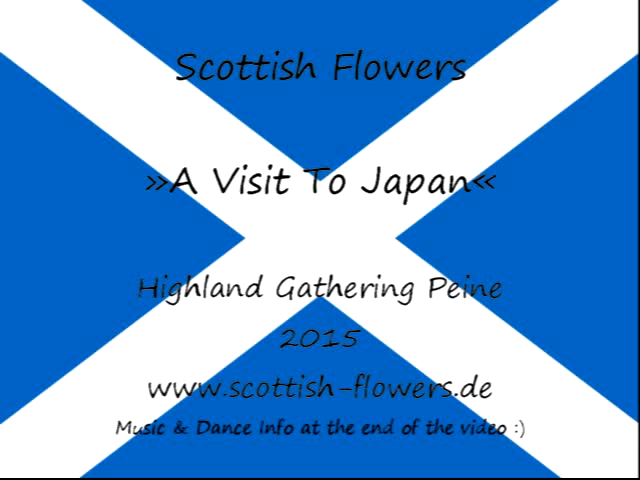 Scottish Flowers
»A Visit To Japan«
Highland Gathering Peine
2015
www.scottish-flowers.de
Music & Dance Info at the end of the video :)